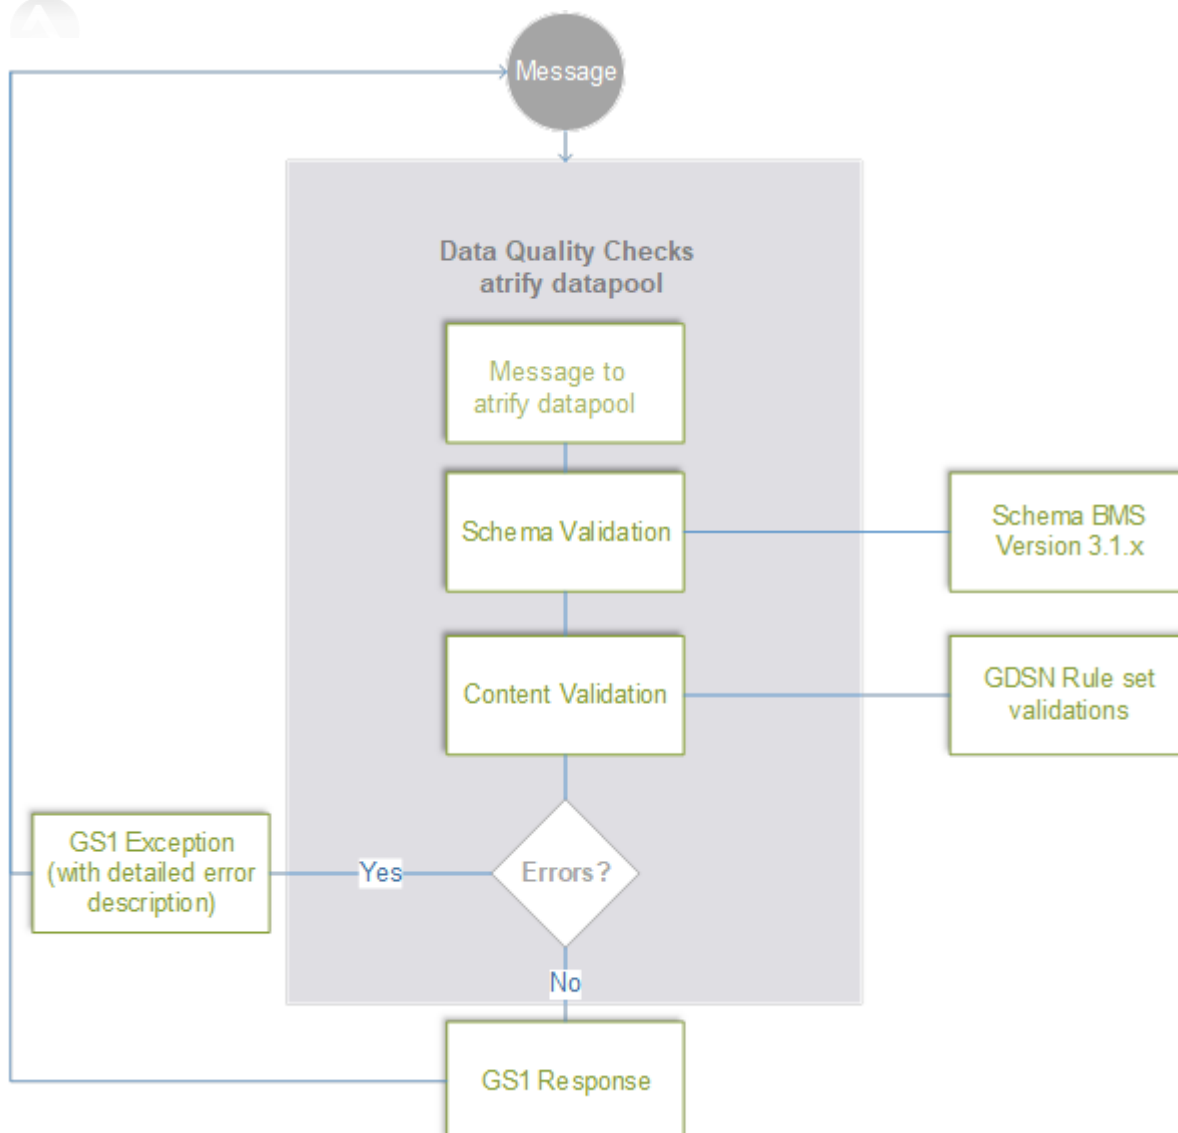 Message
Data Quality Checks
atrify datapool
Message to
atrify datapool
Schema Validation
Schema BMS
Version 3.1.x
Content Validation
GDSN Rule set
validations
GS1 Exception
(with detailed error
description)
Yes
Errors?
No
GS1 Response